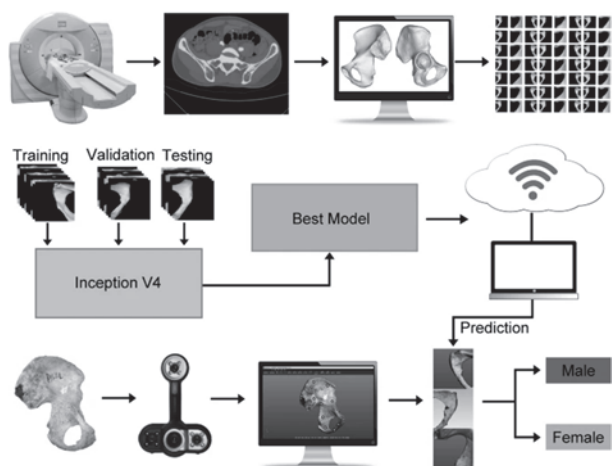 Training
Validation
Testing
Best Model
Inception V4
Prediction
Male
Female